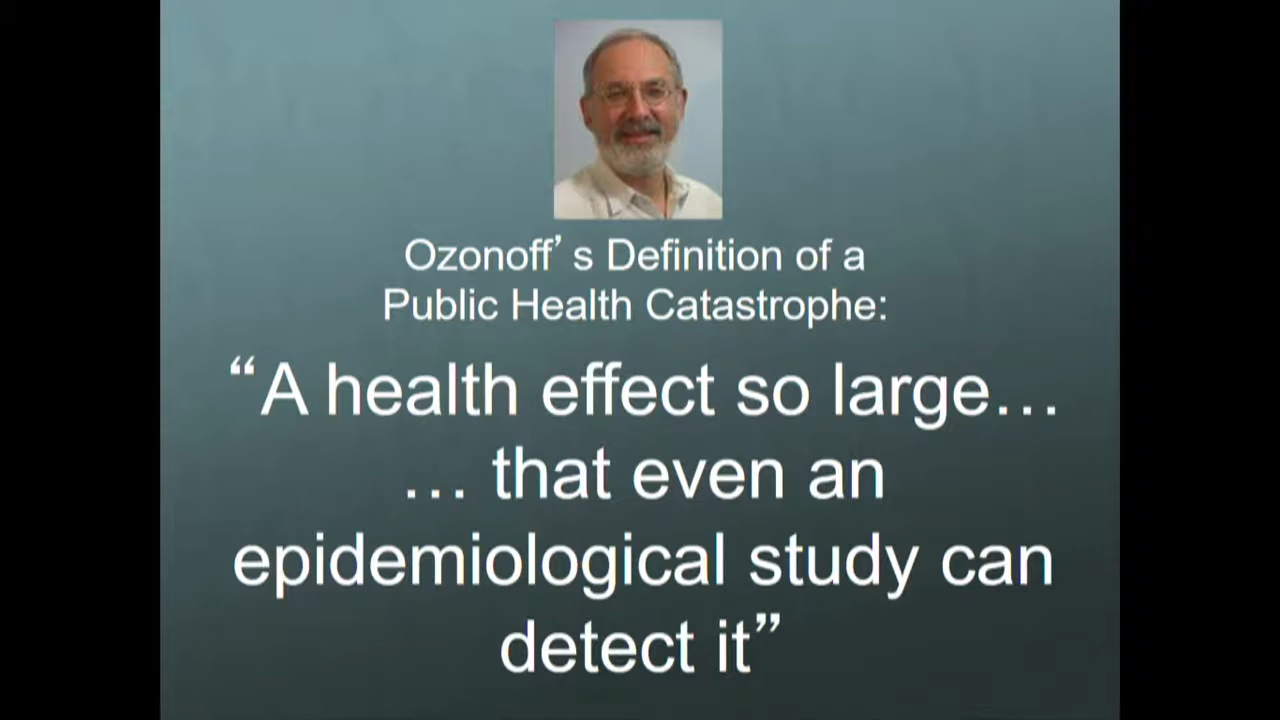 Ozonoff’s Definition of a
Public Health Catastrophe:
“A health effect so large…
… that even an
epidemiological study can
detect it”